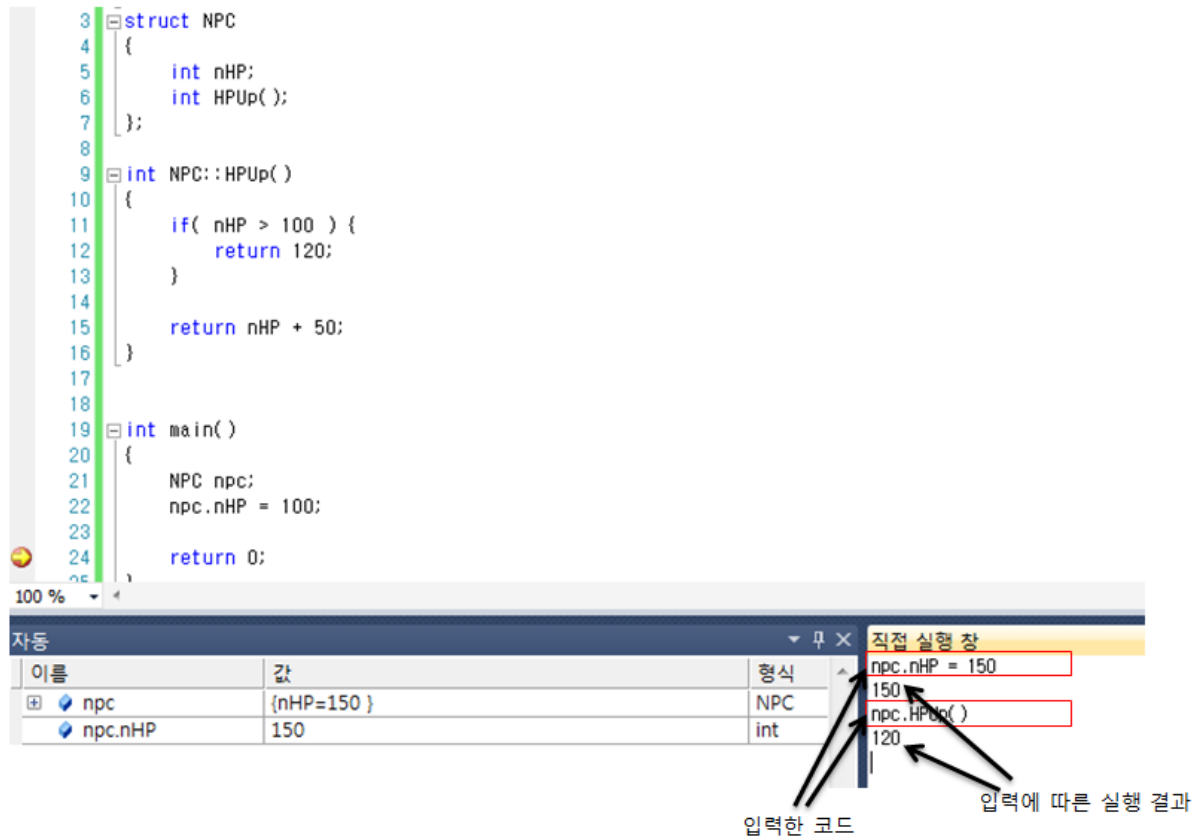 3 struct NPC
4 {
5 int nHP;
6 int HPUp();
7 };
8
9 int NPC::HPUp()
10 {
11 if( nHP > 100 ) {
12 return 120;
13 }
14
15 return nHP + 50;
16 }
17
18
19 int main()
20 {
21 NPC npc;
22 npc.nHP = 100;
23
24 return 0;
25 }
100 %
자동
이름 값 형식
npc {nHP=150 } NPC
npc.nHP 150 int
직접 실행 창
npc.nHP = 150
150
npc.HPUp()
120
입력에 따른 실행 결과
입력한 코드